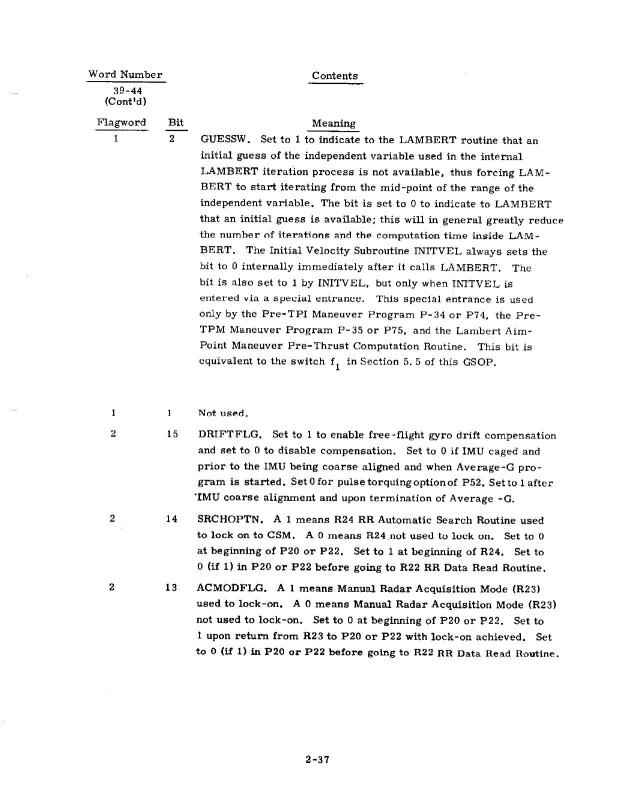 Word Number Contents
39-44
(Cont'd)
Flagword Bit Meaning
1 2 GUESSW. Set to 1 to indicate to the LAMBERT routine that an
initial guess of the independent variable used in the internal
LAMBERT iteration process is not available, thus forcing LAM-
BERT to start iterating from the mid-point of the range of the
independent variable. The bit is set to 0 to indicate to LAMBERT
that an initial guess is available; this will in general greatly reduce
the number of iterations and the computation time inside LAM-
BERT. The Initial Velocity Subroutine INITVEL always sets the
bit to 0 internally immediately after it calls LAMBERT. The
bit is also set to 1 by INITVEL, but only when INITVEL is
entered via a special entrance. This special entrance is used
only by the Pre-TPI Maneuver Program P-34 or P74, the Pre-
TPM Maneuver Program P-35 or P75, and the Lambert Aim-
Point Maneuver Pre-Thrust Computation Routine. This bit is
equivalent to the switch f1 in Section 5.5 of this GSOP.
1 1 Not used.
2 15 DRIFTFLG. Set to 1 to enable free-flight gyro drift compensation
and set to 0 to disable compensation. Set to 0 if IMU caged and
prior to the IMU being coarse aligned and when Average-G pro-
gram is started. Set 0 for pulse torquing option of P52. Set to 1 after
IMU coarse alignment and upon termination of Average -G.
2 14 SRCHOPTN. A 1 means R24 RR Automatic Search Routine used
to lock on to CSM. A 0 means R24 not used to lock on. Set to 0
at beginning of P20 or P22. Set to 1 at beginning of R24. Set to
0 (if 1) in P20 or P22 before going to R22 RR Data Read Routine.
2 13 ACMODFLG. A 1 means Manual Radar Acquisition Mode (R23)
used to lock-on. A 0 means Manual Radar Acquisition Mode (R23)
not used to lock-on. Set to 0 at beginning of P20 or P22. Set to
1 upon return from R23 to P20 or P22 with lock-on achieved. Set
to 0 (if 1) in P20 or P22 before going to R22 RR Data Read Routine.
2-37